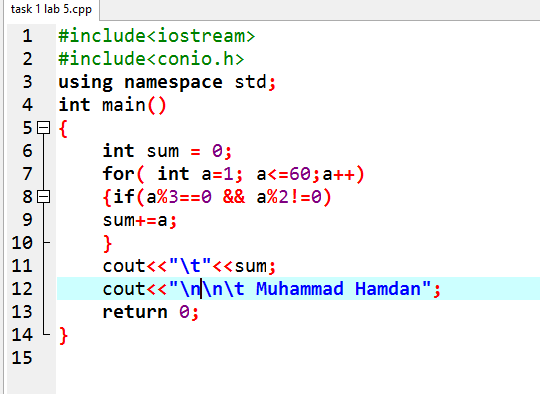 task 1 lab 5.cpp
1 #include<iostream>
2 #include<conio.h>
3 using namespace std;
4 int main()
5 {
6 int sum = 0;
7 for( int a=1; a<=60;a++)
8 {if(a%3==0 && a%2!=0)
9 sum+=a;
10 }
11 cout<<"\t"<<sum;
12 cout<<"\n\n\t Muhammad Hamdan";
13 return 0;
14 }
15